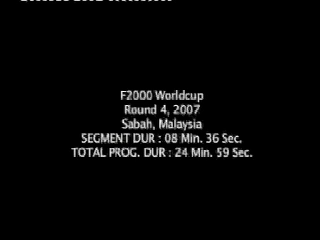 F2000 Worldcup
Round 4, 2007
Sabah, Malaysia
SEGMENT DUR : 08 Min. 36 Sec.
TOTAL PROG. DUR : 24 Min. 59 Sec.